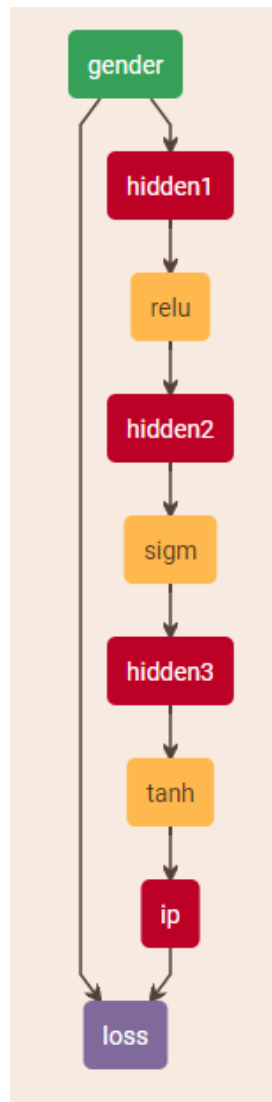 gender
hidden1
relu
hidden2
sigm
hidden3
tanh
ip
loss